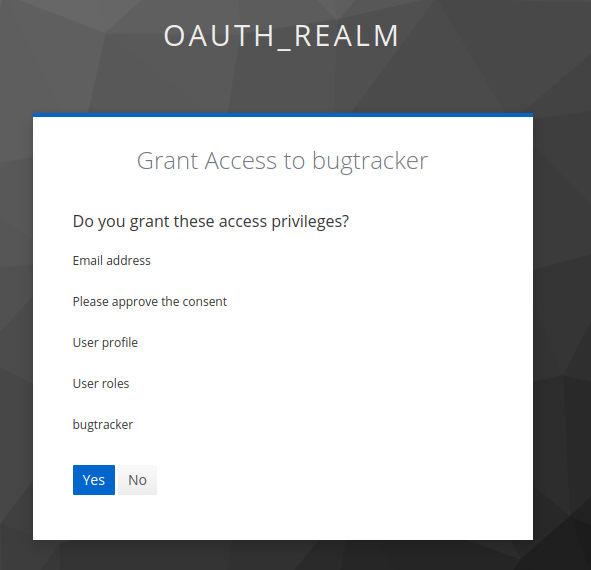 OAUTH_REALM
Grant Access to bugtracker
Do you grant these access privileges?
Email address
Please approve the consent
User profile
User roles
bugtracker
Yes No